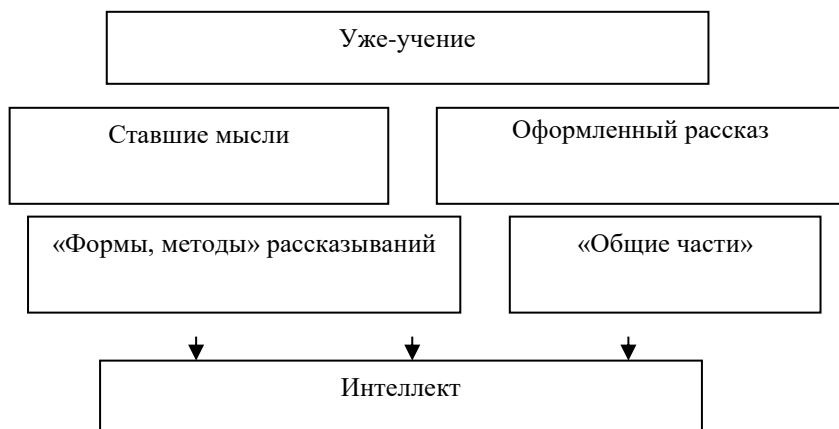 Уже-учение
Ставшие мысли
Оформленный рассказ
«Формы, методы» рассказываний
«Общие части»
Интеллект